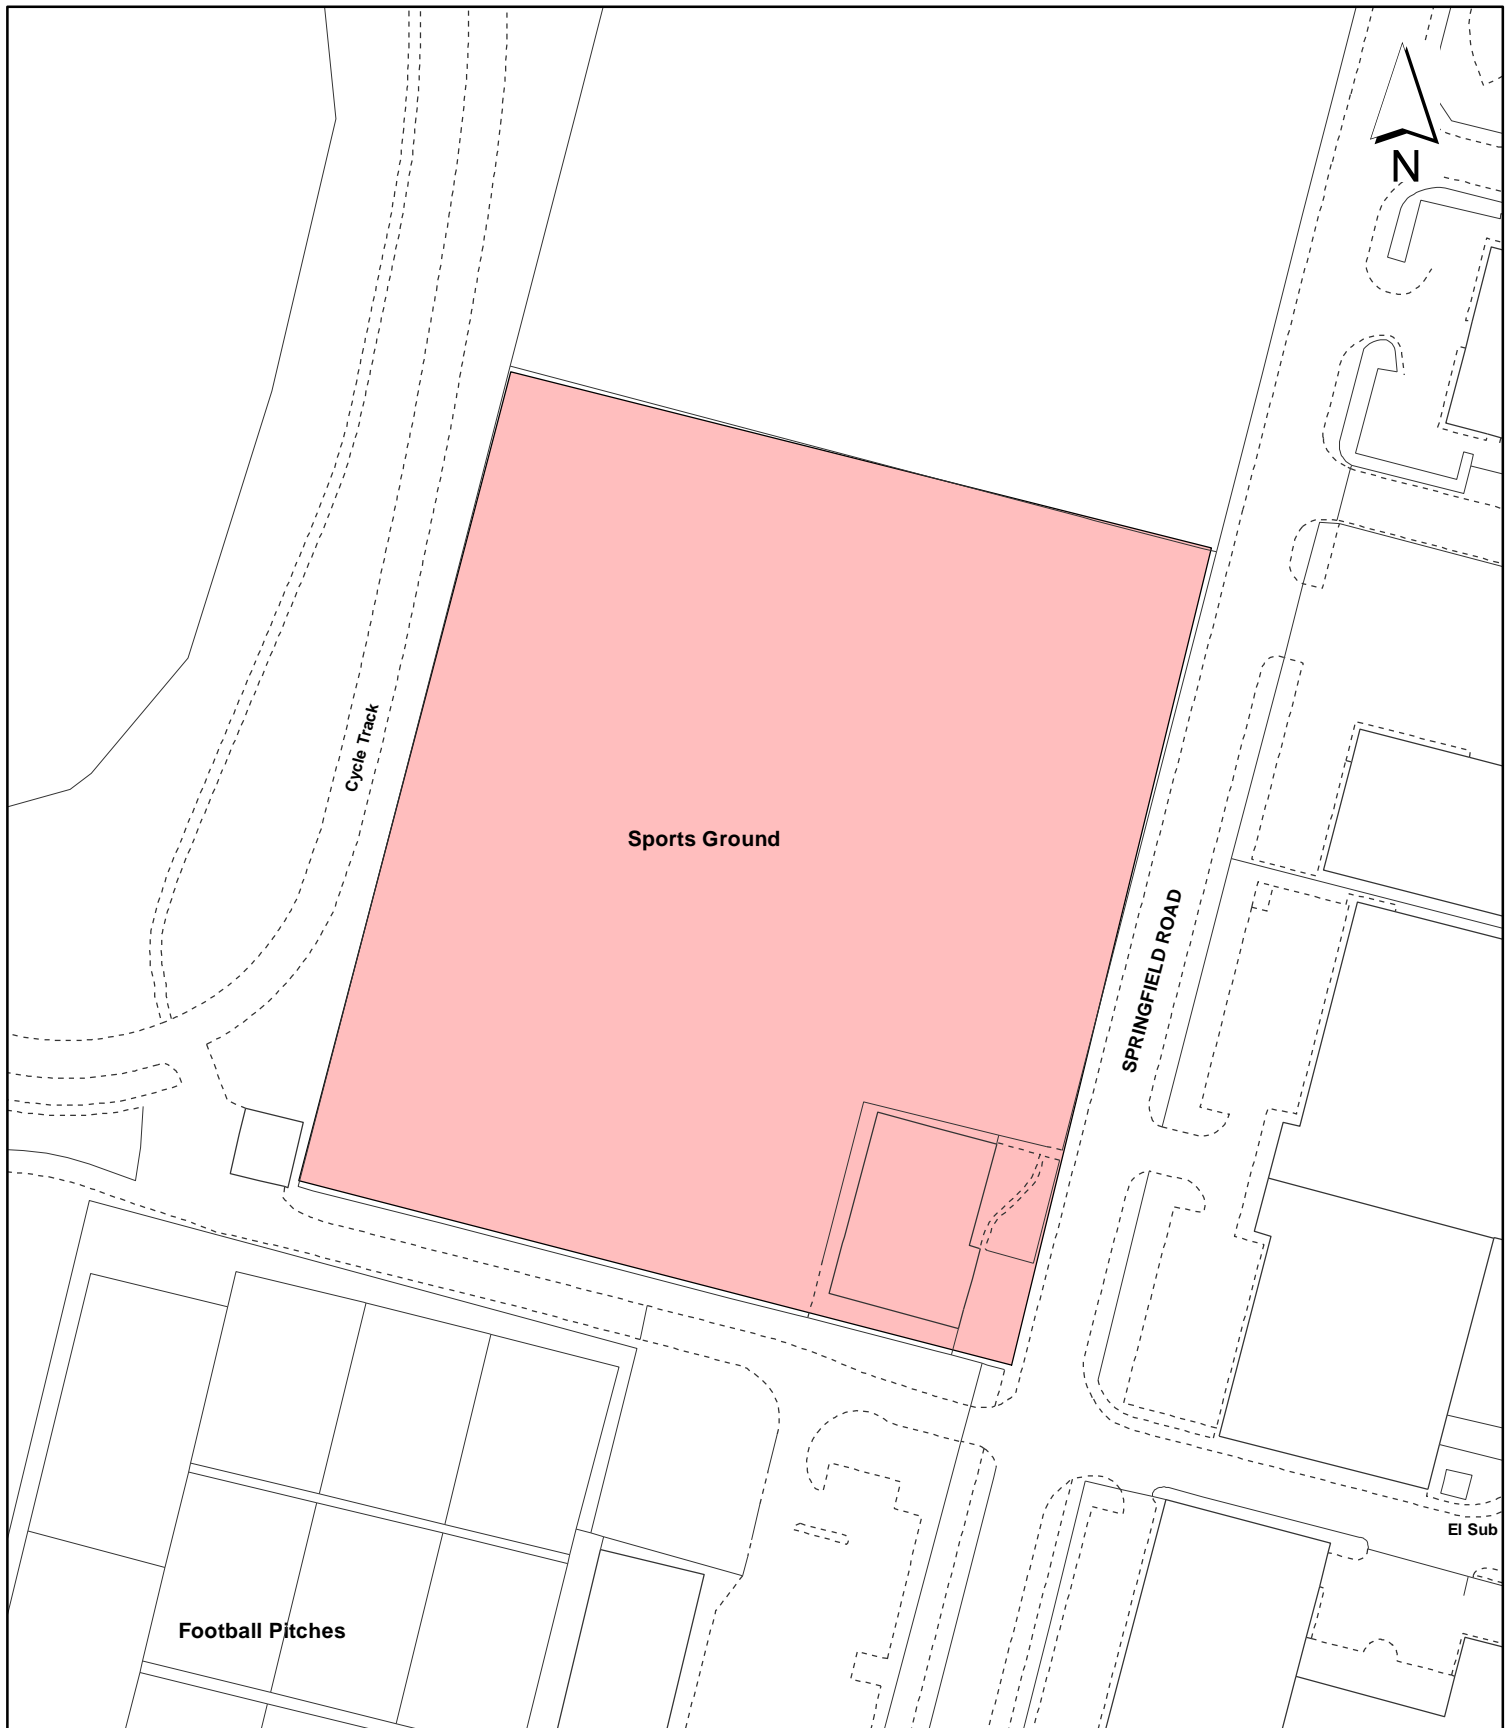 N
Cycle Track
Sports Ground
SPRINGFIELD ROAD
El Sub
Football Pitches